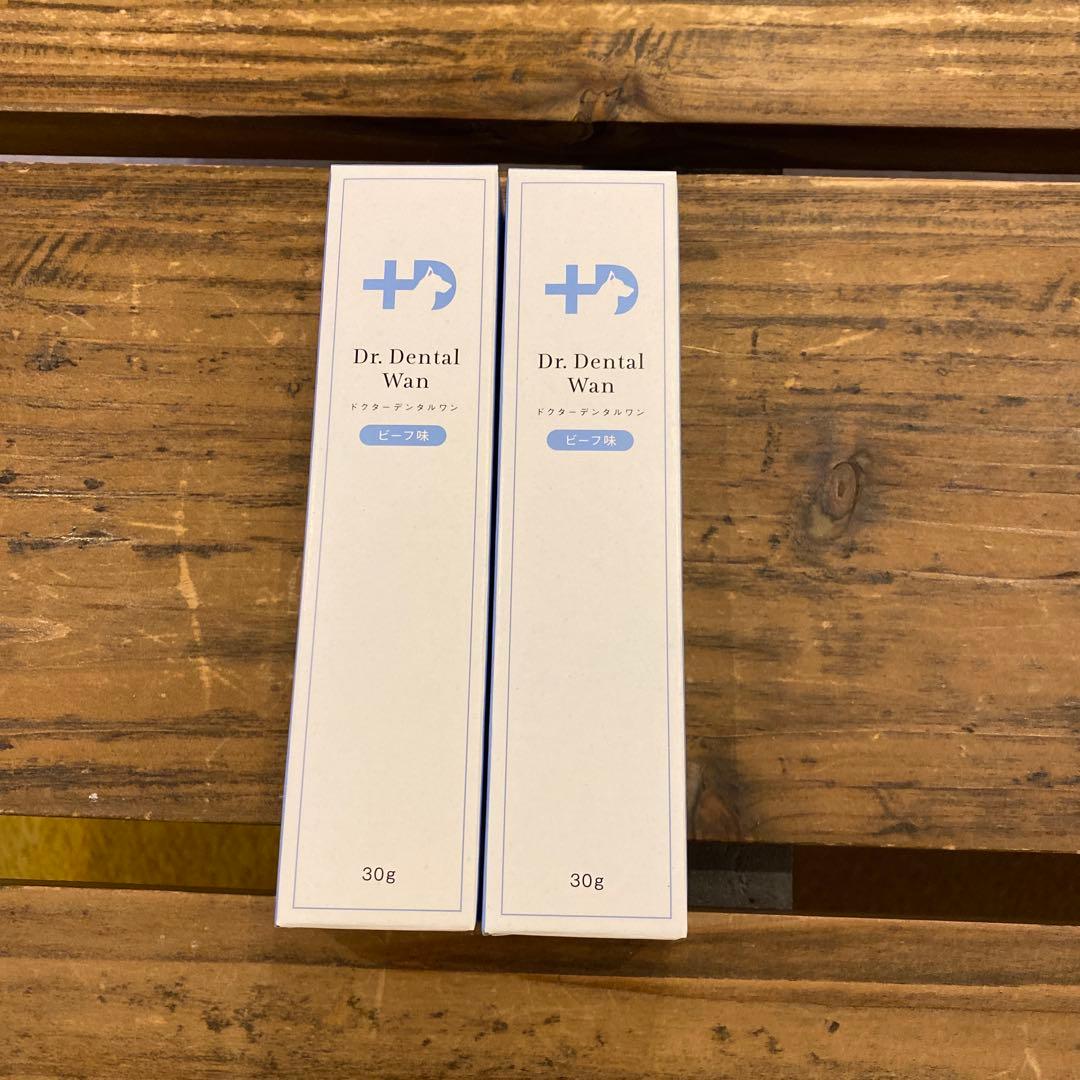 Dr. Dental
Wan
ドクターデンタルワン
ビーフ味
30g
Dr. Dental
Wan
ドクターデンタルワン
ビーフ味
30g